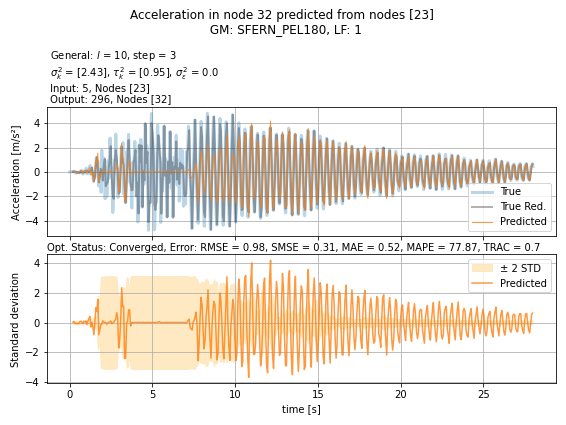 Acceleration in node 32 predicted from nodes [23]
GM: SFERN_PEL180, LF: 1
General: l = 10, step = 3
σ²ₖ = [2.43], τ²ₖ = [0.95], σ²ε = 0.0
Input: 5, Nodes [23]
Output: 296, Nodes [32]
Acceleration [m/s²]
4
2
0
−2
−4
True
True Red.
Predicted
Opt. Status: Converged, Error: RMSE = 0.98, SMSE = 0.31, MAE = 0.52, MAPE = 77.87, TRAC = 0.7
Standard deviation
4
2
0
−2
−4
± 2 STD
Predicted
0 5 10 15 20 25
time [s]